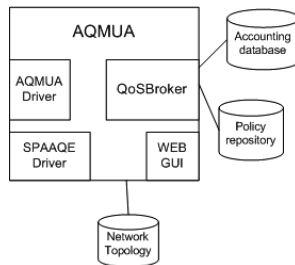 AQMUA
Accounting
database
AQMUA
Driver
QoSBroker
Policy
repository
SPAAQE
Driver
WEB
GUI
Network
Topology